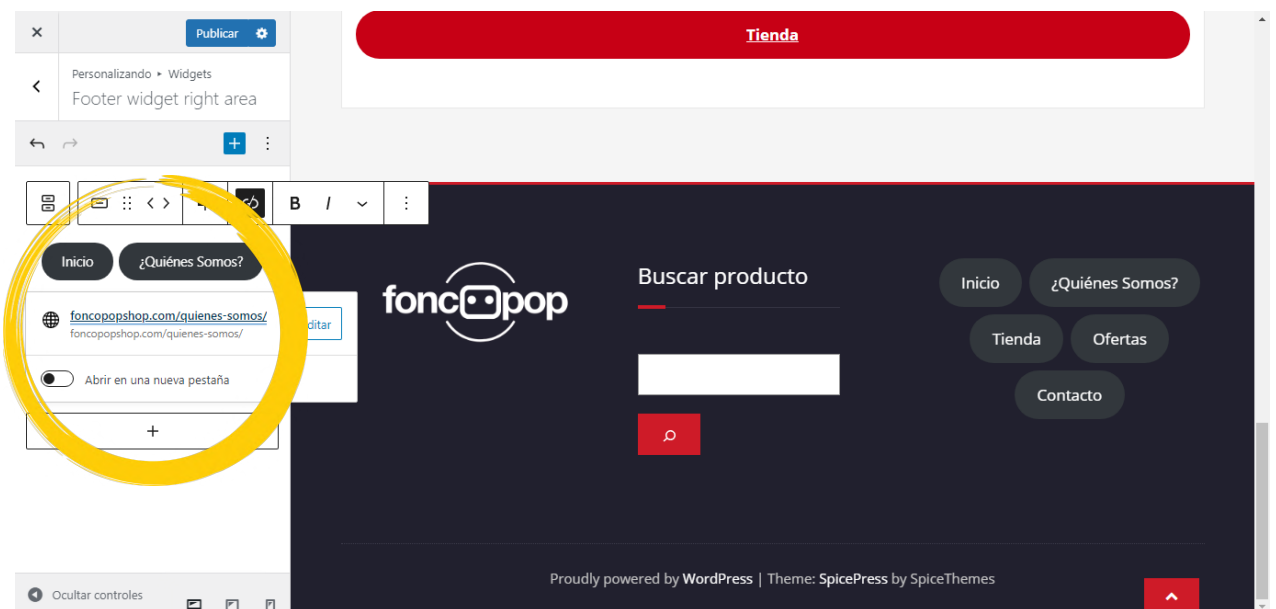 Publicar
Tienda
Personalizando ▸ Widgets
Footer widget right area
B I
Inicio
¿Quiénes Somos?
foncopopshop.com/quienes-somos/
foncopopshop.com/quienes-somos/
Abrir en una nueva pestaña
foncopop
Buscar producto
Inicio
¿Quiénes Somos?
Tienda
Ofertas
Contacto
Proudly powered by WordPress | Theme: SpicePress by SpiceThemes
Ocultar controles